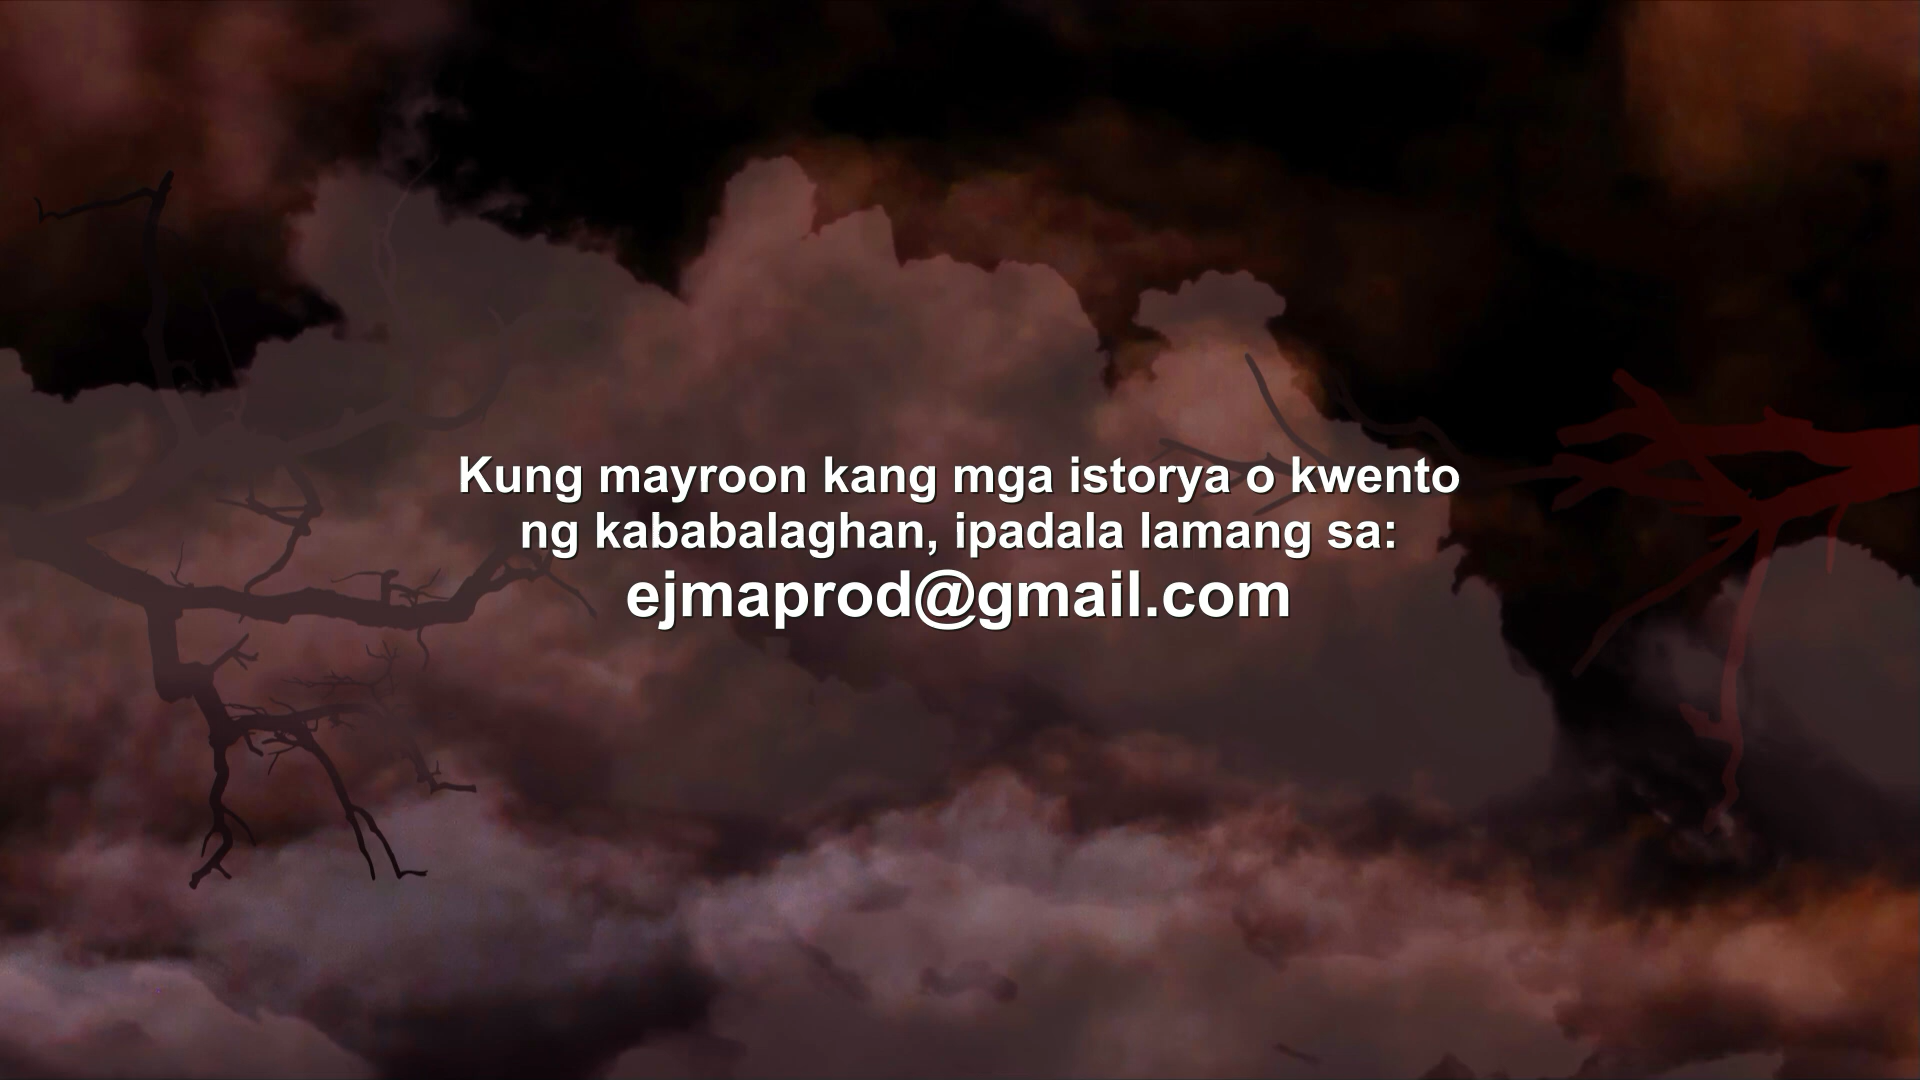 Kung mayroon kang mga istorya o kwento
ng kababalaghan, ipadala lamang sa:
ejmaprod@gmail.com